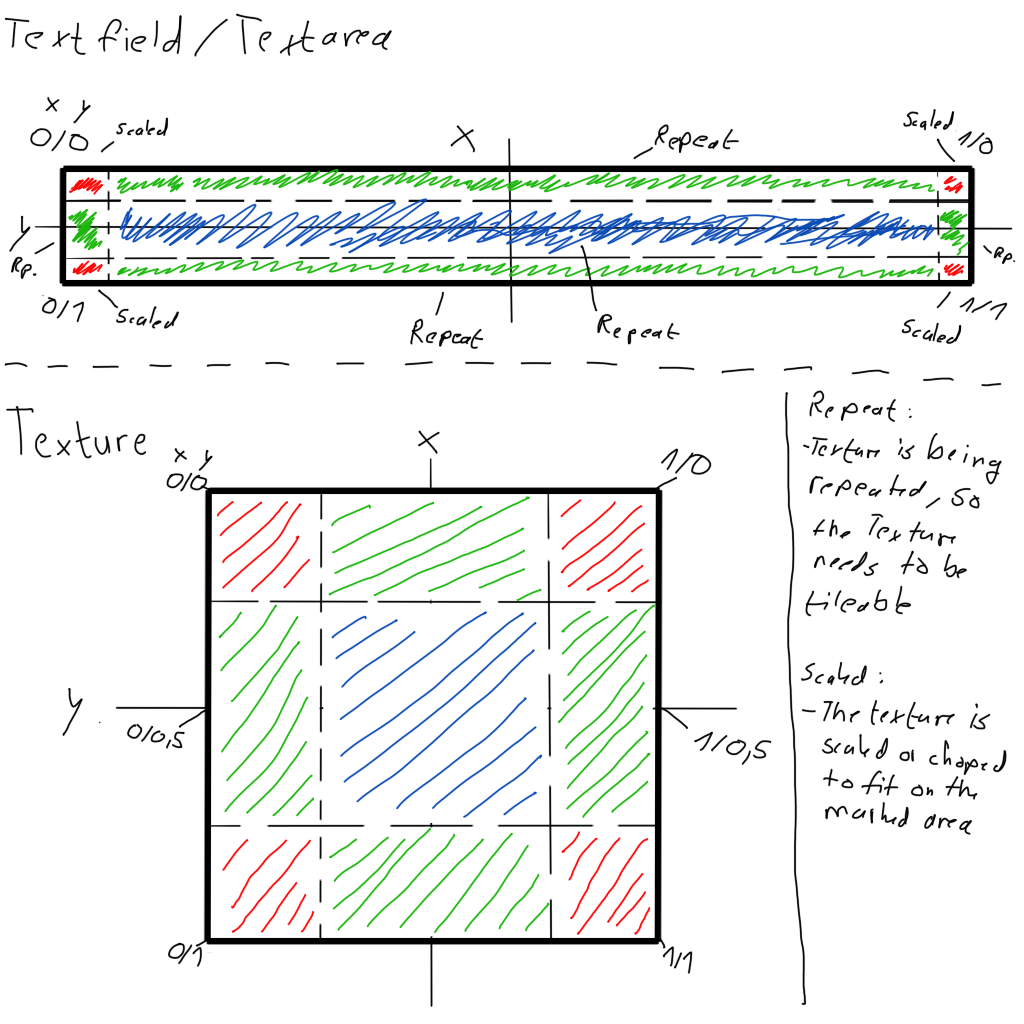 Textfield/Textarea
x y
0/0
Scaled
X
Repeat
Scaled
1/0
y
Rp.
-Rp.
0/1
Scaled
Repeat
Repeat
Scaled
1/1
Texture
x y
0/0
X
1/0
y
0/0,5
1/0,5
0/1
1/1
Repeat:
-Texture is being
repeated, so
the Texture
needs to be
tileable
Scaled:
-The texture is
scaled or choped
to fit on the
marked area